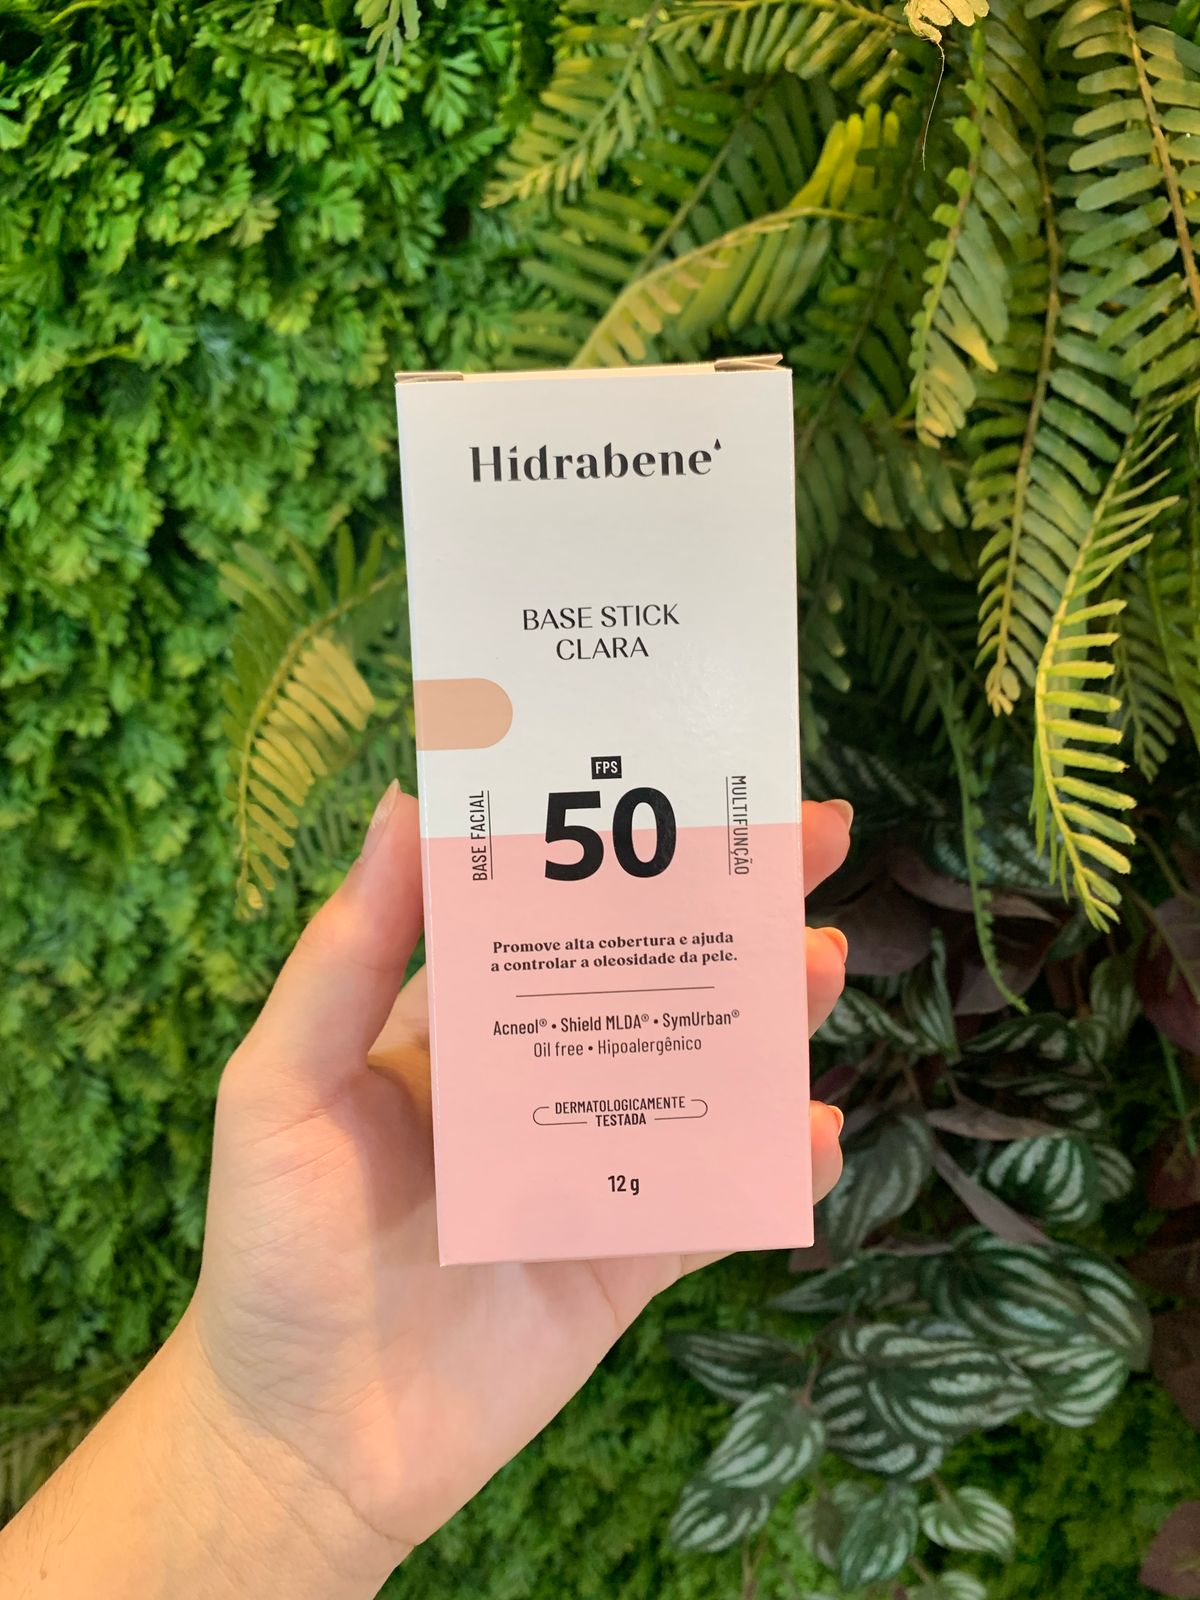 Hidrabene
BASE STICK
CLARA
FPS
50
BASE FACIAL
MULTIFUNÇÃO
Promove alta cobertura e ajuda
a controlar a oleosidade da pele.
Acneol® • Shield MLDA® • SymUrban®
Oil free • Hipoalergênico
DERMATOLOGICAMENTE
TESTADA
12 g